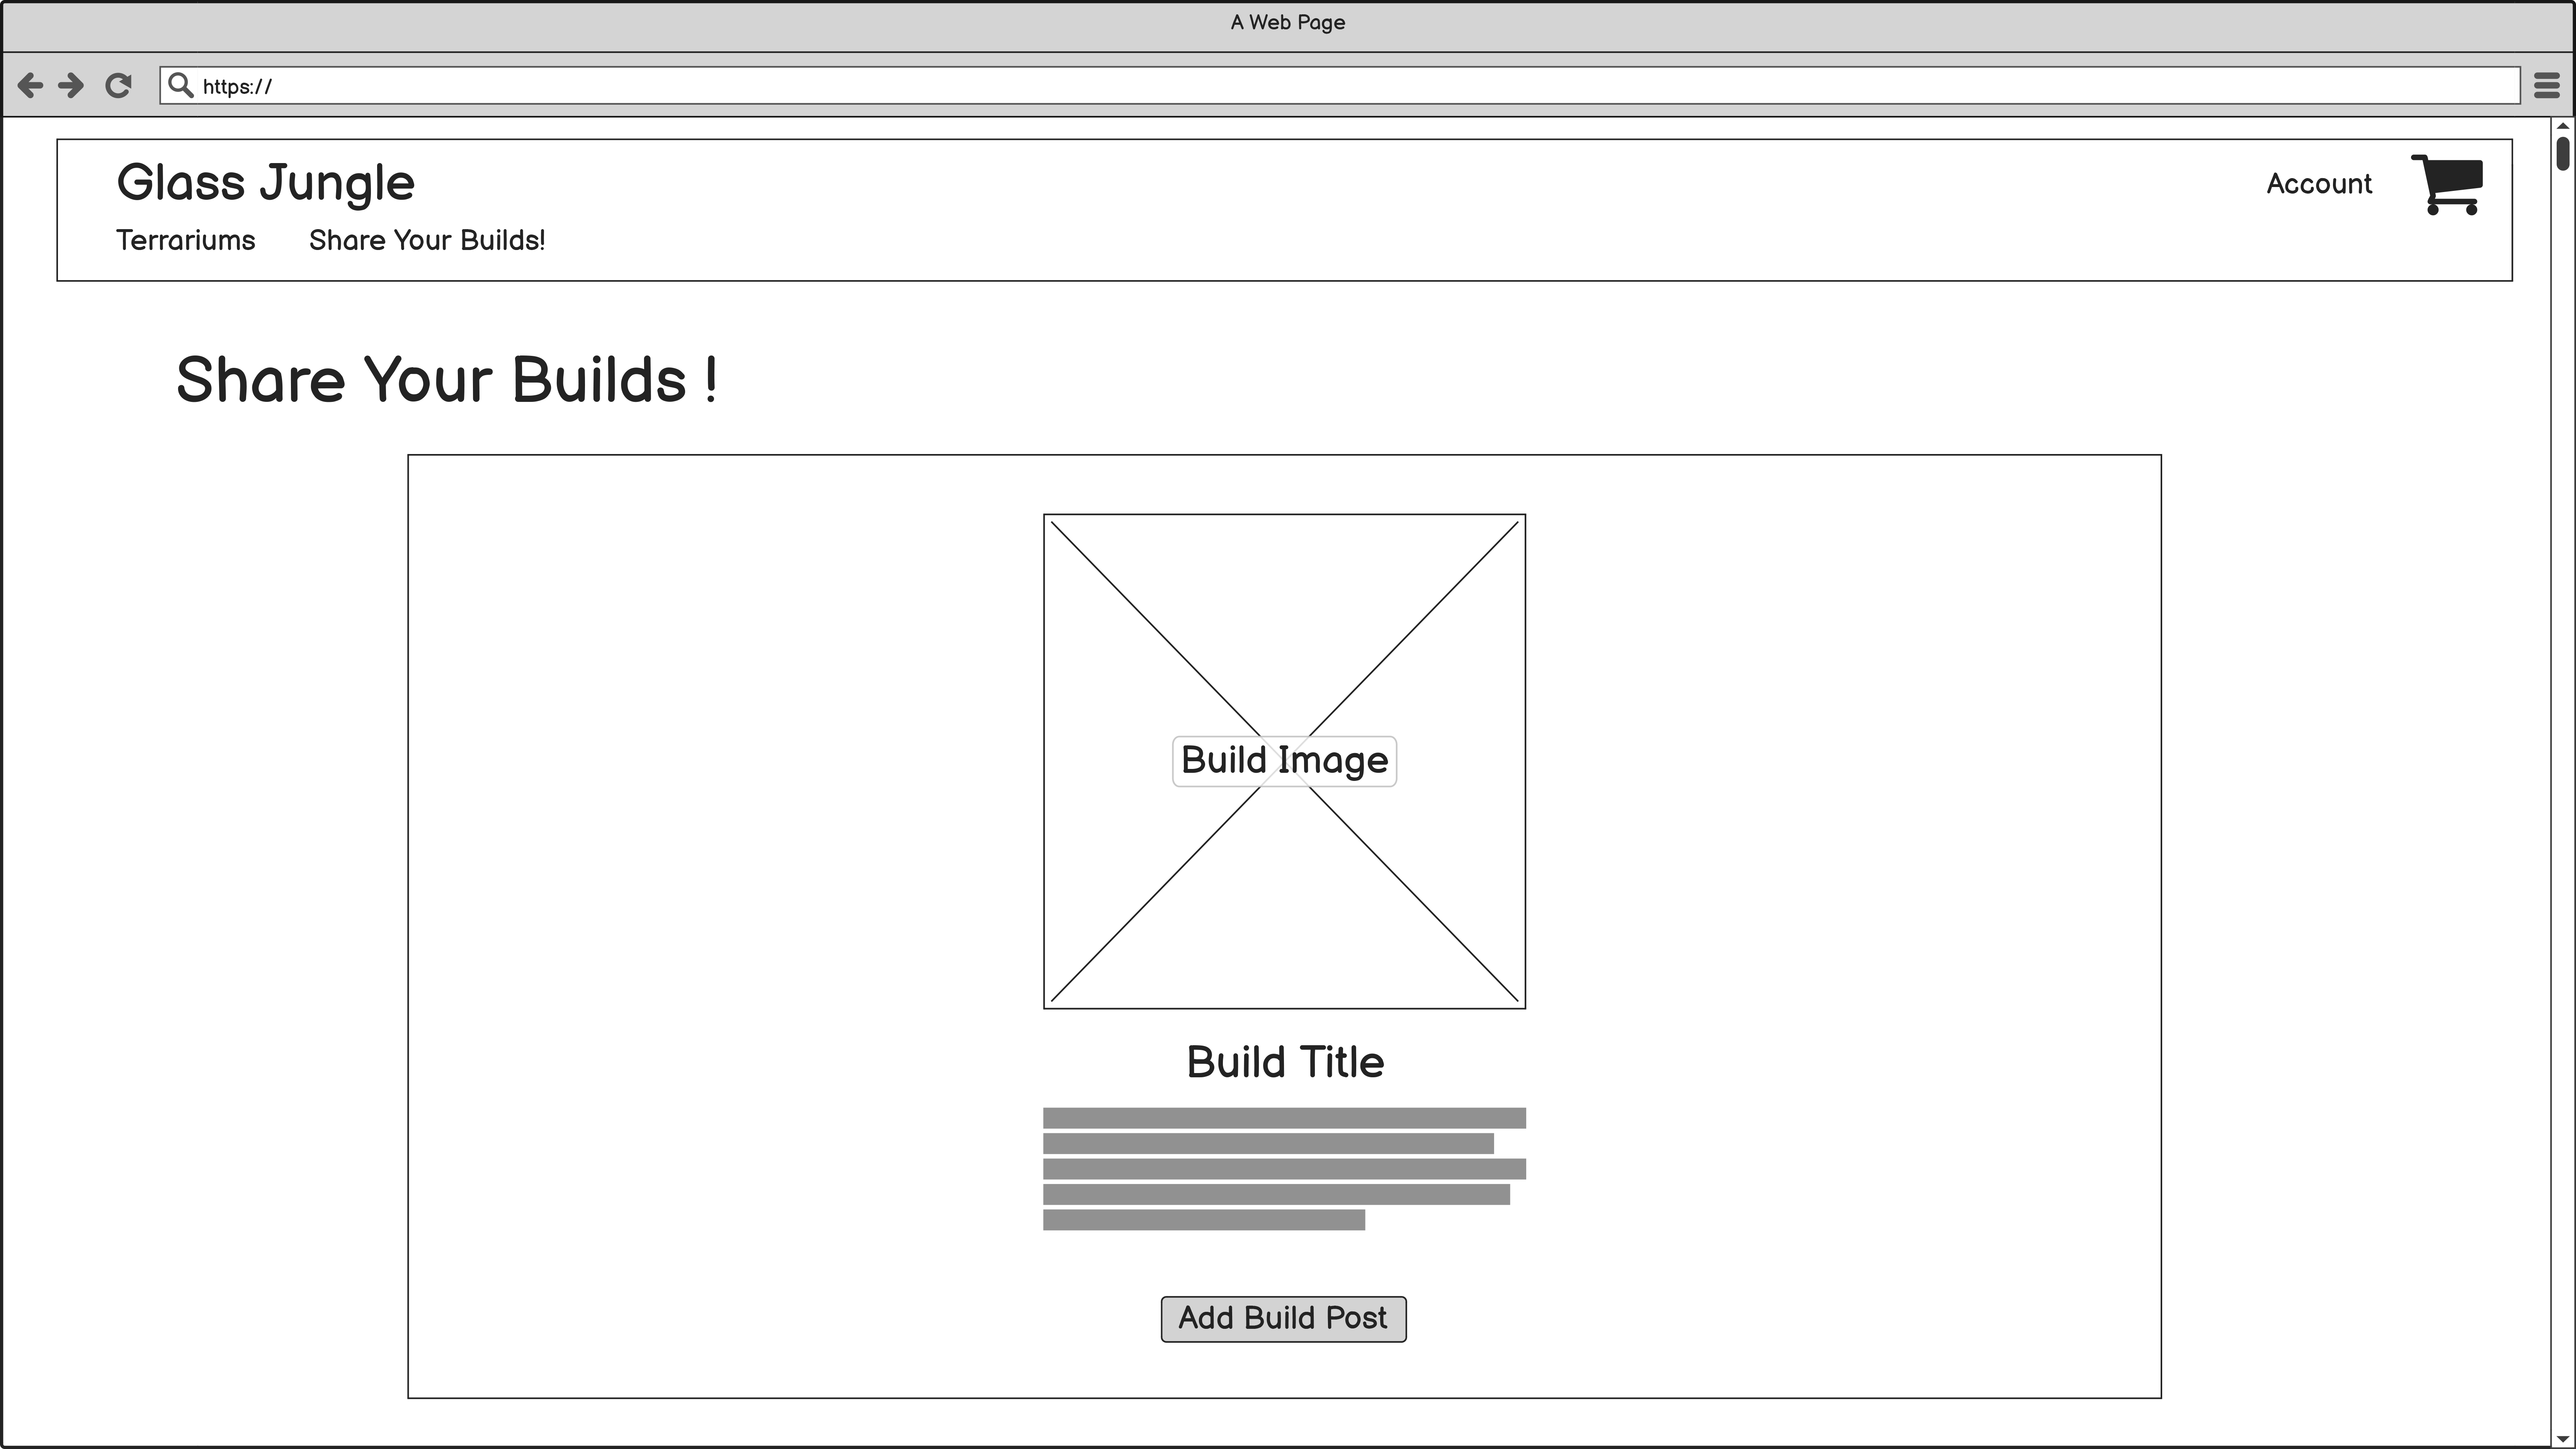 A Web Page
https://
Glass Jungle
Account
Terrariums Share Your Builds!
Share Your Builds !
Build Image
Build Title
Add Build Post